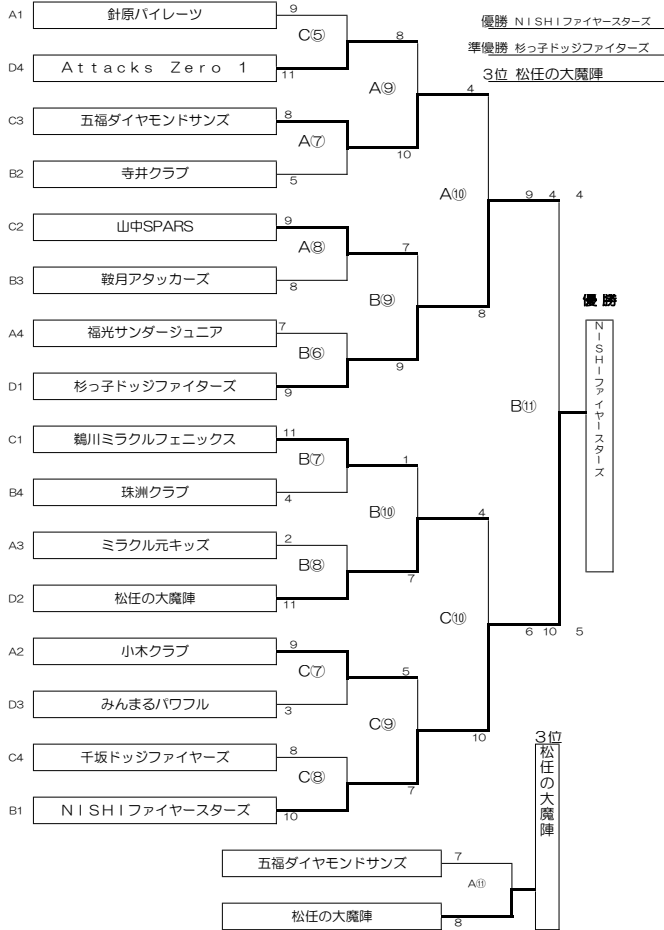 優勝 NISHIファイヤースターズ
準優勝 杉っ子ドッジファイターズ
3位 松任の大魔陣
A1 針原パイレーツ 9
C⑤
D4 Attacks Zero 1 11
8
A⑨
C3 五福ダイヤモンドサンズ 8
A⑦
B2 寺井クラブ 5
10
4
A⑩
C2 山中SPARS 9
A⑧
B3 鞍月アタッカーズ 8
7
B⑨
A4 福光サンダージュニア 7
B⑥
D1 杉っ子ドッジファイターズ 9
9
8
9 4 4
B⑪
優勝
NISHIファイヤースターズ
C1 鵜川ミラクルフェニックス 11
B⑦
B4 珠洲クラブ 4
1
B⑩
A3 ミラクル元キッズ 2
B⑧
D2 松任の大魔陣 11
7
4
C⑩
A2 小木クラブ 9
C⑦
D3 みんまるパワフル 3
5
C⑨
C4 千坂ドッジファイヤーズ 8
C⑧
B1 NISHIファイヤースターズ 10
7
10
6 10 5
3位
松任の大魔陣
五福ダイヤモンドサンズ 7
A⑪
松任の大魔陣 8